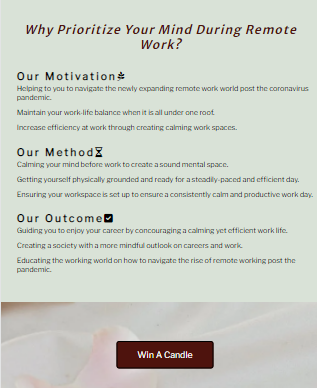 Why Prioritize Your Mind During Remote
Work?
Our Motivation
Helping to you to navigate the newly expanding remote work world post the coronavirus
pandemic.
Maintain your work-life balance when it is all under one roof.
Increase efficiency at work through creating calming work spaces.
Our Method
Calming your mind before work to create a sound mental space.
Getting yourself physically grounded and ready for a steadily-paced and efficient day.
Ensuring your workspace is set up to ensure a consistently calm and productive work day.
Our Outcome
Guiding you to enjoy your career by concouraging a calming yet efficient work life.
Creating a society with a more mindful outlook on careers and work.
Educating the working world on how to navigate the rise of remote working post the
pandemic.
Win A Candle